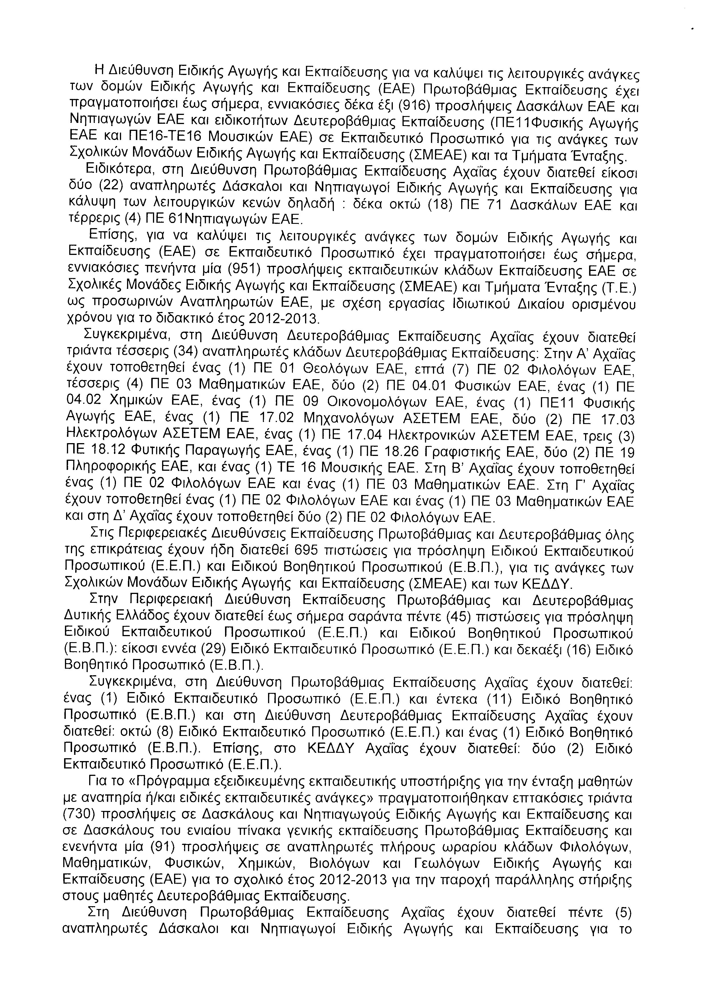 Η Διεύθυνση Ειδικής Αγωγής και Εκπαίδευσης για να καλύψει τις λειτουργικές ανάγκες
των δομών Ειδικής Αγωγής και Εκπαίδευσης (ΕΑΕ) Πρωτοβάθμιας Εκπαίδευσης έχει
πραγματοποιήσει έως σήμερα, εννιακόσιες δέκα έξι (916) προσλήψεις Δασκάλων ΕΑΕ και
Νηπιαγωγών ΕΑΕ και ειδικοτήτων Δευτεροβάθμιας Εκπαίδευσης (ΠΕ11Φυσικής Αγωγής
ΕΑΕ και ΠΕ16-ΤΕ16 Μουσικών ΕΑΕ) σε Εκπαιδευτικό Προσωπικό για τις ανάγκες των
Σχολικών Μονάδων Ειδικής Αγωγής και Εκπαίδευσης (ΣΜΕΑΕ) και τα Τμήματα Ένταξης.
Ειδικότερα, στη Διεύθυνση Πρωτοβάθμιας Εκπαίδευσης Αχαΐας έχουν διατεθεί είκοσι
δύο (22) αναπληρωτές Δάσκαλοι και Νηπιαγωγοί Ειδικής Αγωγής και Εκπαίδευσης για
κάλυψη των λειτουργικών κενών δηλαδή : δέκα οκτώ (18) ΠΕ 71 Δασκάλων ΕΑΕ και
τέρρερις (4) ΠΕ 61Νηπιαγωγών ΕΑΕ.
Επίσης, για να καλύψει τις λειτουργικές ανάγκες των δομών Ειδικής Αγωγής και
Εκπαίδευσης (ΕΑΕ) σε Εκπαιδευτικό Προσωπικό έχει πραγματοποιήσει έως σήμερα,
εννιακόσιες πενήντα μία (951) προσλήψεις εκπαιδευτικών κλάδων Εκπαίδευσης ΕΑΕ σε
Σχολικές Μονάδες Ειδικής Αγωγής και Εκπαίδευσης (ΣΜΕΑΕ) και Τμήματα Ένταξης (Τ.Ε.)
ως προσωρινών Αναπληρωτών ΕΑΕ, με σχέση εργασίας Ιδιωτικού Δικαίου ορισμένου
χρόνου για το διδακτικό έτος 2012-2013.
Συγκεκριμένα, στη Διεύθυνση Δευτεροβάθμιας Εκπαίδευσης Αχαΐας έχουν διατεθεί
τριάντα τέσσερις (34) αναπληρωτές κλάδων Δευτεροβάθμιας Εκπαίδευσης: Στην Α' Αχαΐας
έχουν τοποθετηθεί ένας (1) ΠΕ 01 Θεολόγων ΕΑΕ, επτά (7) ΠΕ 02 Φιλολόγων ΕΑΕ,
τέσσερις (4) ΠΕ 03 Μαθηματικών ΕΑΕ, δύο (2) ΠΕ 04.01 Φυσικών ΕΑΕ, ένας (1) ΠΕ
04.02 Χημικών ΕΑΕ, ένας (1) ΠΕ 09 Οικονομολόγων ΕΑΕ, ένας (1) ΠΕ11 Φυσικής
Αγωγής ΕΑΕ, ένας (1) ΠΕ 17.02 Μηχανολόγων ΑΣΕΤΕΜ ΕΑΕ, δύο (2) ΠΕ 17.03
Ηλεκτρολόγων ΑΣΕΤΕΜ ΕΑΕ, ένας (1) ΠΕ 17.04 Ηλεκτρονικών ΑΣΕΤΕΜ ΕΑΕ, τρεις (3)
ΠΕ 18.12 Φυτικής Παραγωγής ΕΑΕ, ένας (1) ΠΕ 18.26 Γραφιστικής ΕΑΕ, δύο (2) ΠΕ 19
Πληροφορικής ΕΑΕ, και ένας (1) ΤΕ 16 Μουσικής ΕΑΕ. Στη Β' Αχαΐας έχουν τοποθετηθεί
ένας (1) ΠΕ 02 Φιλολόγων ΕΑΕ και ένας (1) ΠΕ 03 Μαθηματικών ΕΑΕ. Στη Γ' Αχαΐας
έχουν τοποθετηθεί ένας (1) ΠΕ 02 Φιλολόγων ΕΑΕ και ένας (1) ΠΕ 03 Μαθηματικών ΕΑΕ
και στη Δ' Αχαΐας έχουν τοποθετηθεί δύο (2) ΠΕ 02 Φιλολόγων ΕΑΕ.
Στις Περιφερειακές Διευθύνσεις Εκπαίδευσης Πρωτοβάθμιας και Δευτεροβάθμιας όλης
της επικράτειας έχουν ήδη διατεθεί 695 πιστώσεις για πρόσληψη Ειδικού Εκπαιδευτικού
Προσωπικού (Ε.Ε.Π.) και Ειδικού Βοηθητικού Προσωπικού (Ε.Β.Π.), για τις ανάγκες των
Σχολικών Μονάδων Ειδικής Αγωγής και Εκπαίδευσης (ΣΜΕΑΕ) και των ΚΕΔΔΥ.
Στην Περιφερειακή Διεύθυνση Εκπαίδευσης Πρωτοβάθμιας και Δευτεροβάθμιας
Δυτικής Ελλάδος έχουν διατεθεί έως σήμερα σαράντα πέντε (45) πιστώσεις για πρόσληψη
Ειδικού Εκπαιδευτικού Προσωπικού (Ε.Ε.Π.) και Ειδικού Βοηθητικού Προσωπικού
(Ε.Β.Π.): είκοσι εννέα (29) Ειδικό Εκπαιδευτικό Προσωπικό (Ε.Ε.Π.) και δεκαέξι (16) Ειδικό
Βοηθητικό Προσωπικό (Ε.Β.Π.).
Συγκεκριμένα, στη Διεύθυνση Πρωτοβάθμιας Εκπαίδευσης Αχαΐας έχουν διατεθεί:
ένας (1) Ειδικό Εκπαιδευτικό Προσωπικό (Ε.Ε.Π.) και έντεκα (11) Ειδικό Βοηθητικό
Προσωπικό (Ε.Β.Π.) και στη Διεύθυνση Δευτεροβάθμιας Εκπαίδευσης Αχαΐας έχουν
διατεθεί: οκτώ (8) Ειδικό Εκπαιδευτικό Προσωπικό (Ε.Ε.Π.) και ένας (1) Ειδικό Βοηθητικό
Προσωπικό (Ε.Β.Π.). Επίσης, στο ΚΕΔΔΥ Αχαΐας έχουν διατεθεί: δύο (2) Ειδικό
Εκπαιδευτικό Προσωπικό (Ε.Ε.Π.).
Για το «Πρόγραμμα εξειδικευμένης εκπαιδευτικής υποστήριξης για την ένταξη μαθητών
με αναπηρία ή/και ειδικές εκπαιδευτικές ανάγκες» πραγματοποιήθηκαν επτακόσιες τριάντα
(730) προσλήψεις σε Δασκάλους και Νηπιαγωγούς Ειδικής Αγωγής και Εκπαίδευσης και
σε Δασκάλους του ενιαίου πίνακα γενικής εκπαίδευσης Πρωτοβάθμιας Εκπαίδευσης και
ενενήντα μία (91) προσλήψεις σε αναπληρωτές πλήρους ωραρίου κλάδων Φιλολόγων,
Μαθηματικών, Φυσικών, Χημικών, Βιολόγων και Γεωλόγων Ειδικής Αγωγής και
Εκπαίδευσης (ΕΑΕ) για το σχολικό έτος 2012-2013 για την παροχή παράλληλης στήριξης
στους μαθητές Δευτεροβάθμιας Εκπαίδευσης.
Στη Διεύθυνση Πρωτοβάθμιας Εκπαίδευσης Αχαΐας έχουν διατεθεί πέντε (5)
αναπληρωτές Δάσκαλοι και Νηπιαγωγοί Ειδικής Αγωγής και Εκπαίδευσης για το